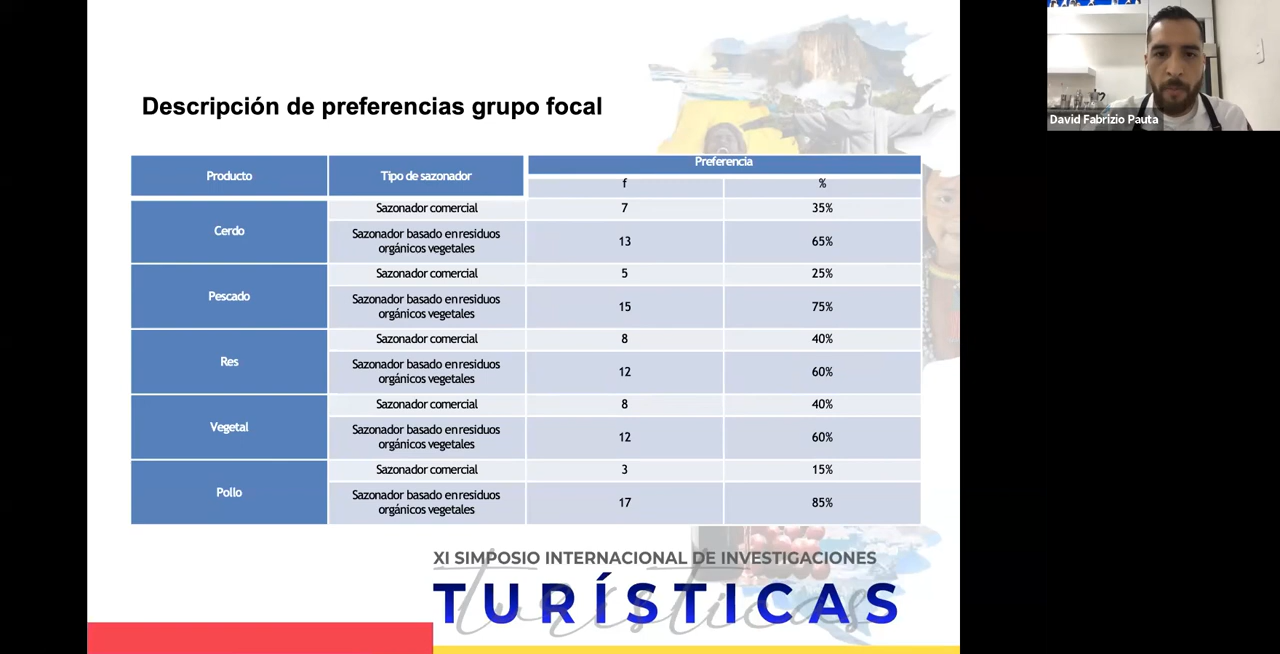 David Fabrizio Pauta
Descripción de preferencias grupo focal
Producto
Tipo de sazonador
Preferencia
f
%
Cerdo
Sazonador comercial
7
35%
Sazonador basado en residuos
orgánicos vegetales
13
65%
Pescado
Sazonador comercial
5
25%
Sazonador basado en residuos
orgánicos vegetales
15
75%
Res
Sazonador comercial
8
40%
Sazonador basado en residuos
orgánicos vegetales
12
60%
Vegetal
Sazonador comercial
8
40%
Sazonador basado en residuos
orgánicos vegetales
12
60%
Pollo
Sazonador comercial
3
15%
Sazonador basado en residuos
orgánicos vegetales
17
85%
XI SIMPOSIO INTERNACIONAL DE INVESTIGACIONES
TURÍSTICAS
turísticas